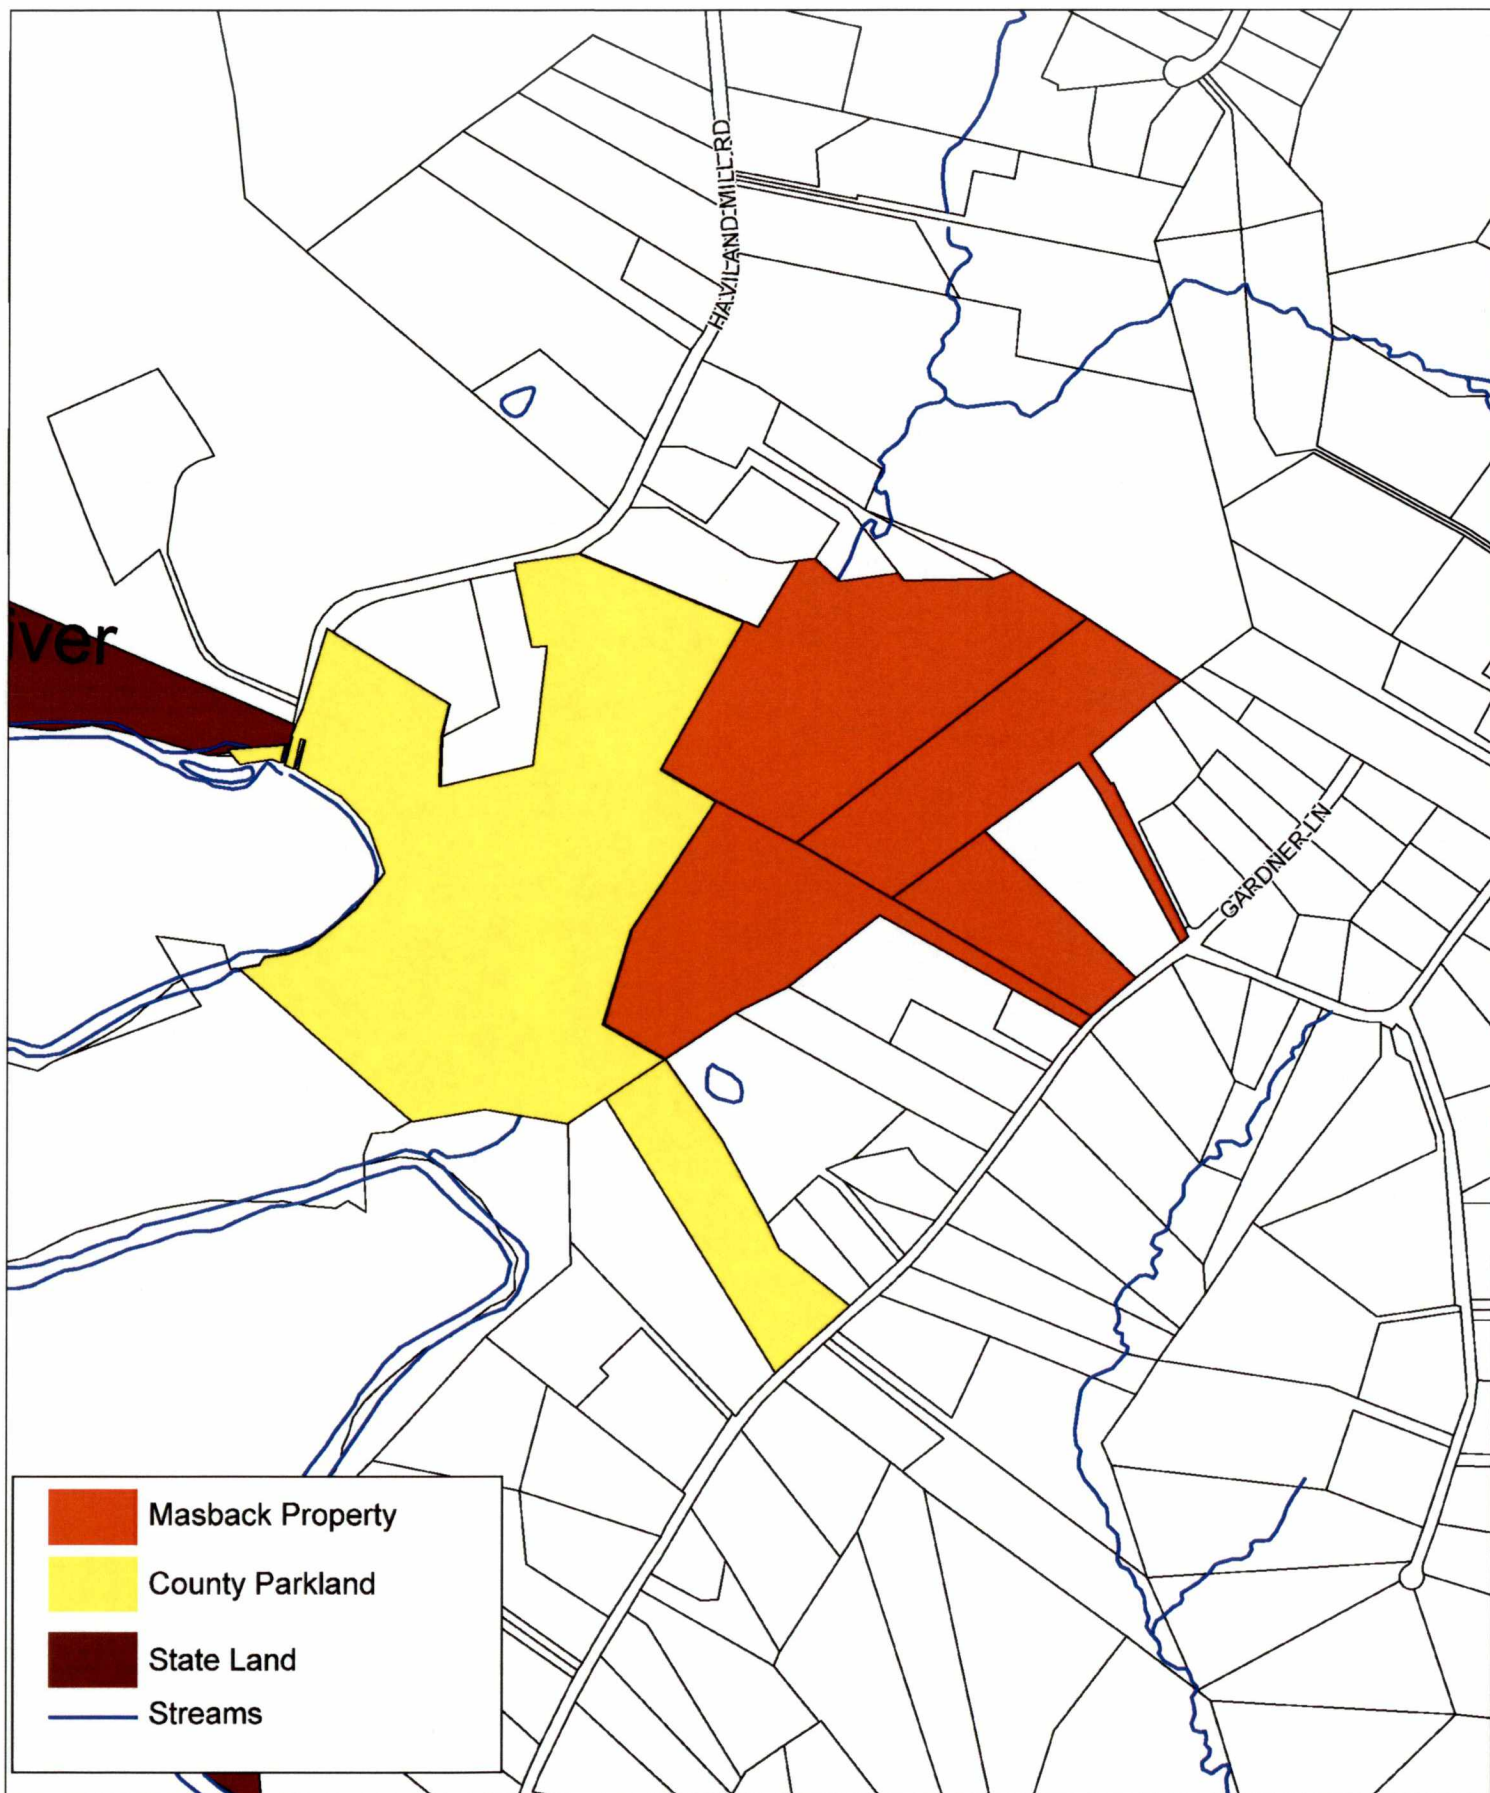 HAVILAND MILL RD
iver
GARDNER LN
Masback Property
County Parkland
State Land
Streams